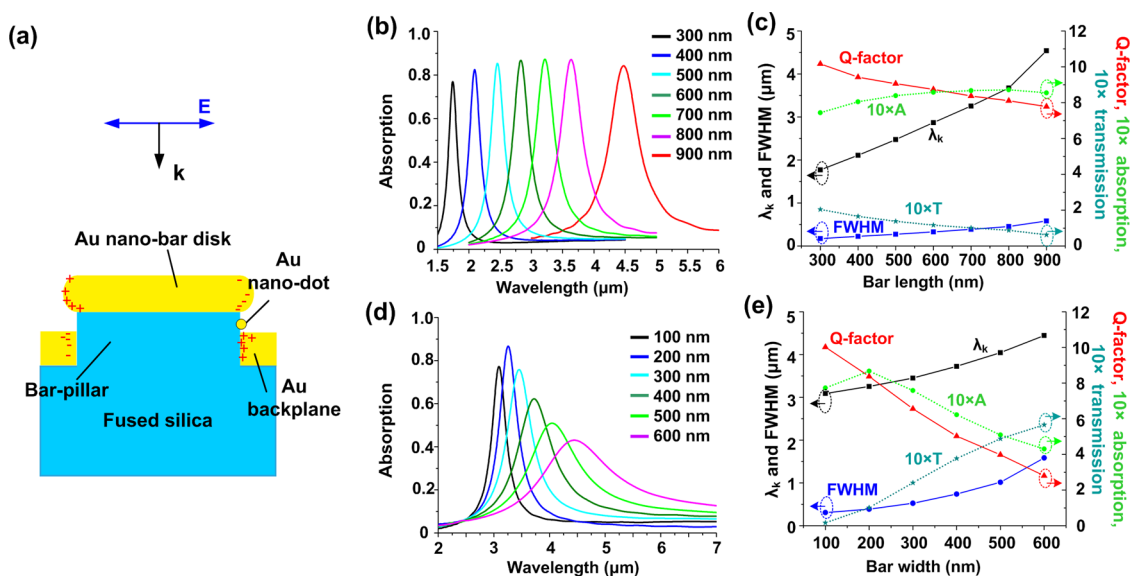 (a)
E
k
Au nano-bar disk
Au
nano-dot
Bar-pillar
Au
backplane
Fused silica
(b)
Absorption
1
0.8
0.6
0.4
0.2
0
1.5 2 2.5 3 3.5 4 4.5 5 5.5 6
Wavelength (μm)
300 nm
400 nm
500 nm
600 nm
700 nm
800 nm
900 nm
(c)
λk and FWHM (μm)
5
4
3
2
1
0
300 400 500 600 700 800 900
Bar length (nm)
Q-factor
10×A
λk
10×T
FWHM
12
10
8
6
4
2
0
Q-factor, 10× absorption,
10× transmission
(d)
Absorption
1
0.8
0.6
0.4
0.2
0
2 3 4 5 6 7
Wavelength (μm)
100 nm
200 nm
300 nm
400 nm
500 nm
600 nm
(e)
λk and FWHM (μm)
5
4
3
2
1
0
100 200 300 400 500 600
Bar width (nm)
Q-factor
λk
10×A
10×T
FWHM
12
10
8
6
4
2
0
Q-factor, 10× absorption,
10× transmission